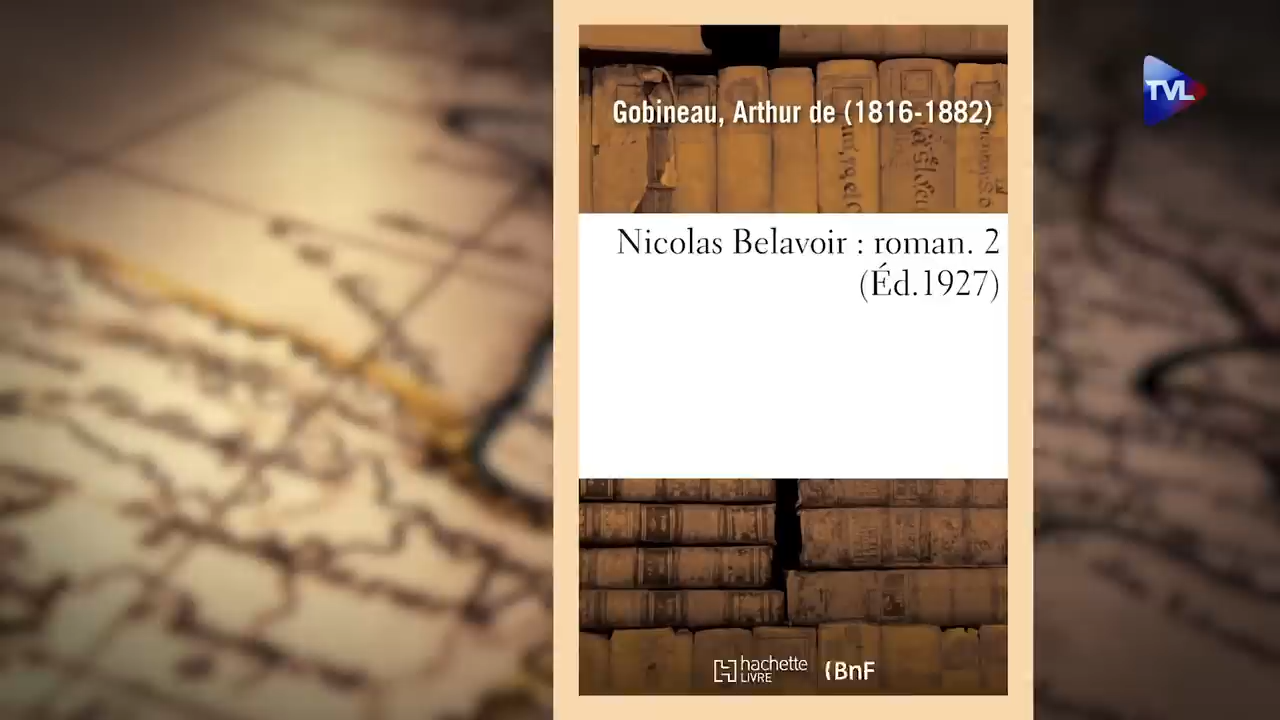 TVL
Gobineau, Arthur de (1816-1882)
Nicolas Belavoir : roman. 2
(Éd.1927)
hachette
LIVRE
BnF